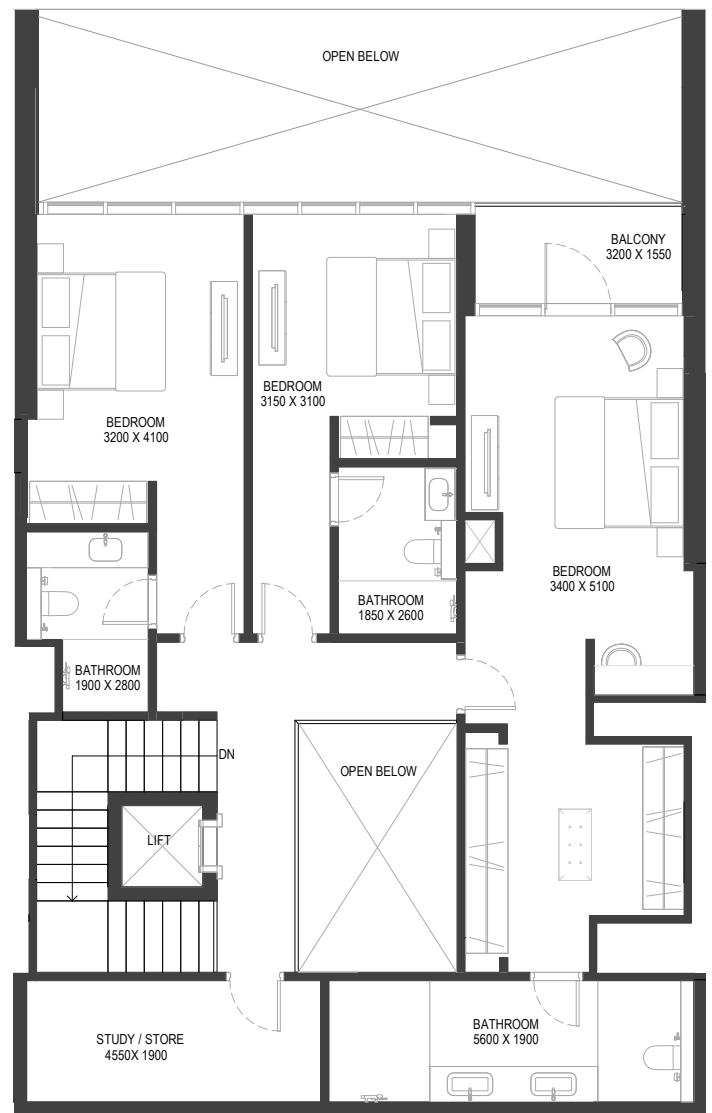 OPEN BELOW
BALCONY
3200 X 1550
BEDROOM
3150 X 3100
BEDROOM
3200 X 4100
BEDROOM
3400 X 5100
BATHROOM
1850 X 2600
BATHROOM
1900 X 2800
DN
OPEN BELOW
LIFT
STUDY / STORE
4550X 1900
BATHROOM
5600 X 1900